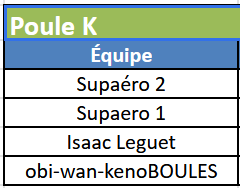 Poule K
Équipe
Supaéro 2
Supaero 1
Isaac Leguet
obi-wan-kenoBOULES